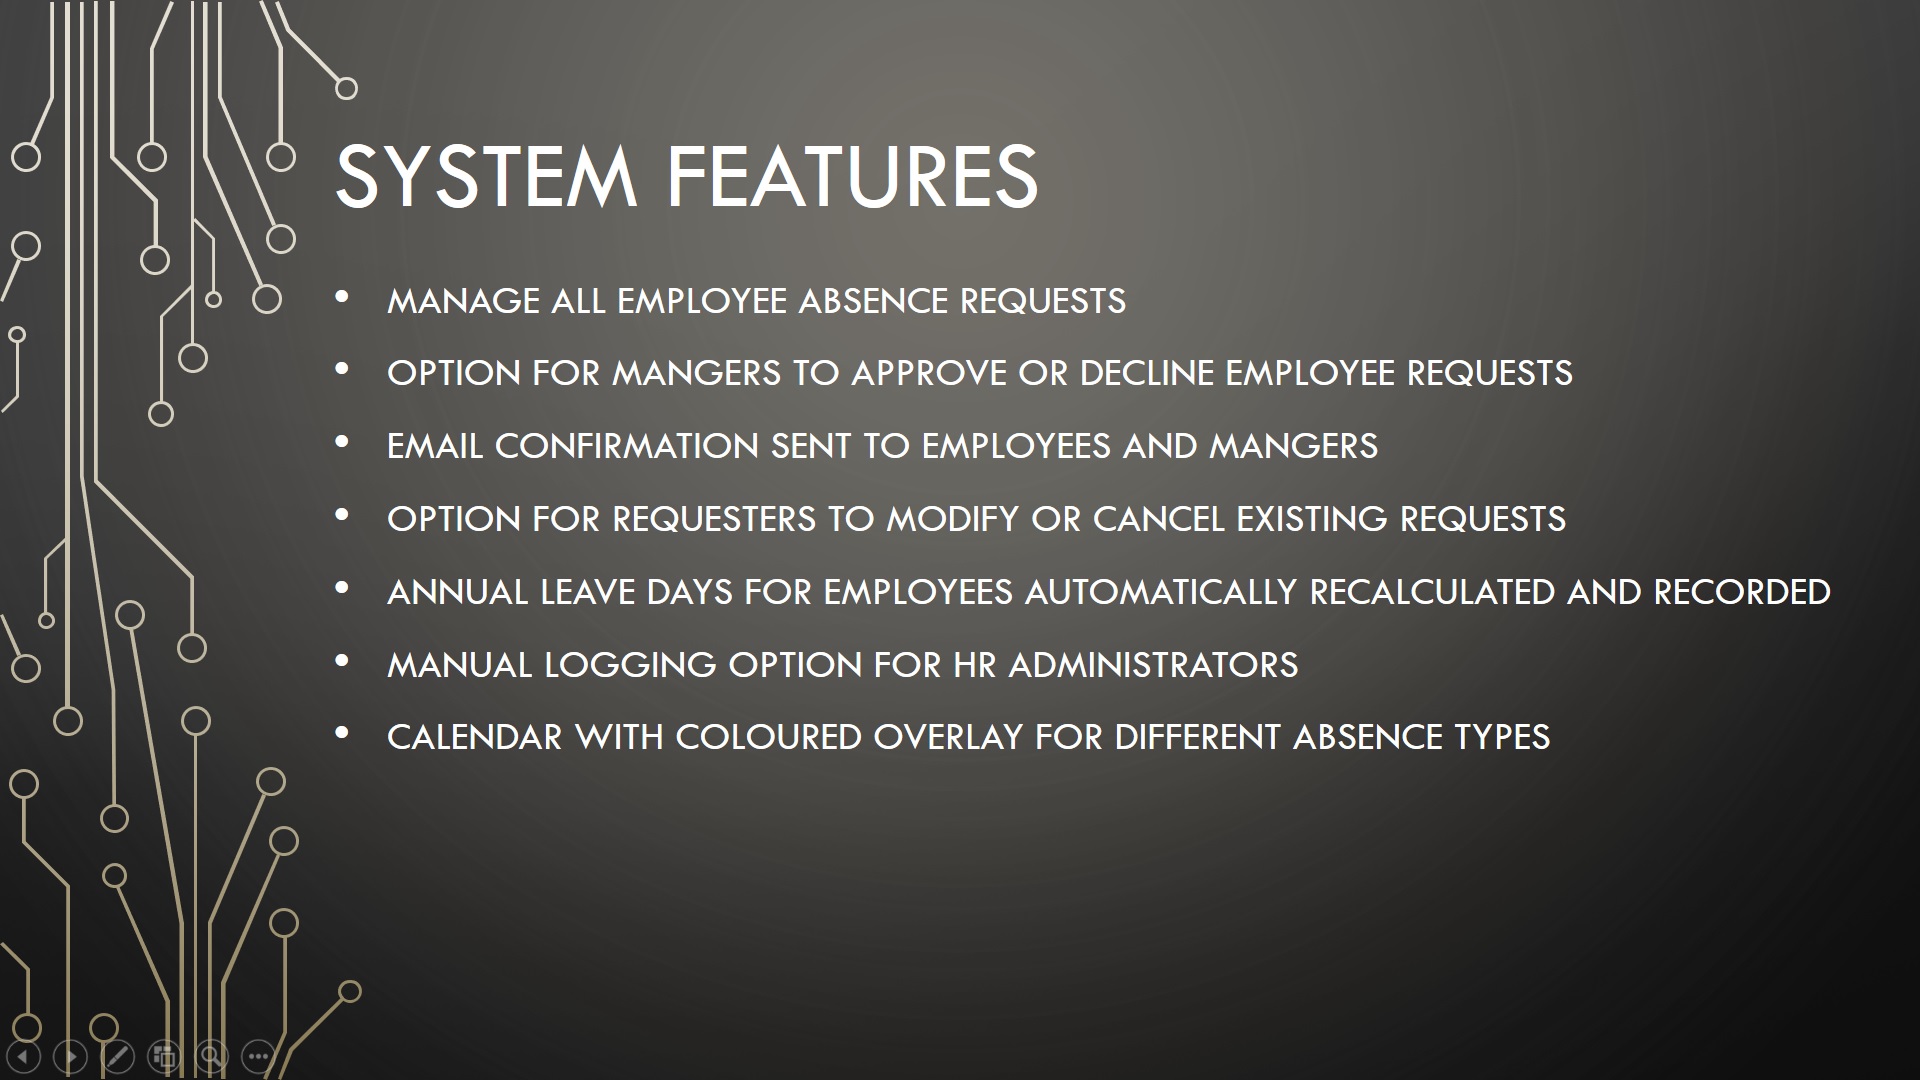 SYSTEM FEATURES
• MANAGE ALL EMPLOYEE ABSENCE REQUESTS
• OPTION FOR MANGERS TO APPROVE OR DECLINE EMPLOYEE REQUESTS
• EMAIL CONFIRMATION SENT TO EMPLOYEES AND MANGERS
• OPTION FOR REQUESTERS TO MODIFY OR CANCEL EXISTING REQUESTS
• ANNUAL LEAVE DAYS FOR EMPLOYEES AUTOMATICALLY RECALCULATED AND RECORDED
• MANUAL LOGGING OPTION FOR HR ADMINISTRATORS
• CALENDAR WITH COLOURED OVERLAY FOR DIFFERENT ABSENCE TYPES